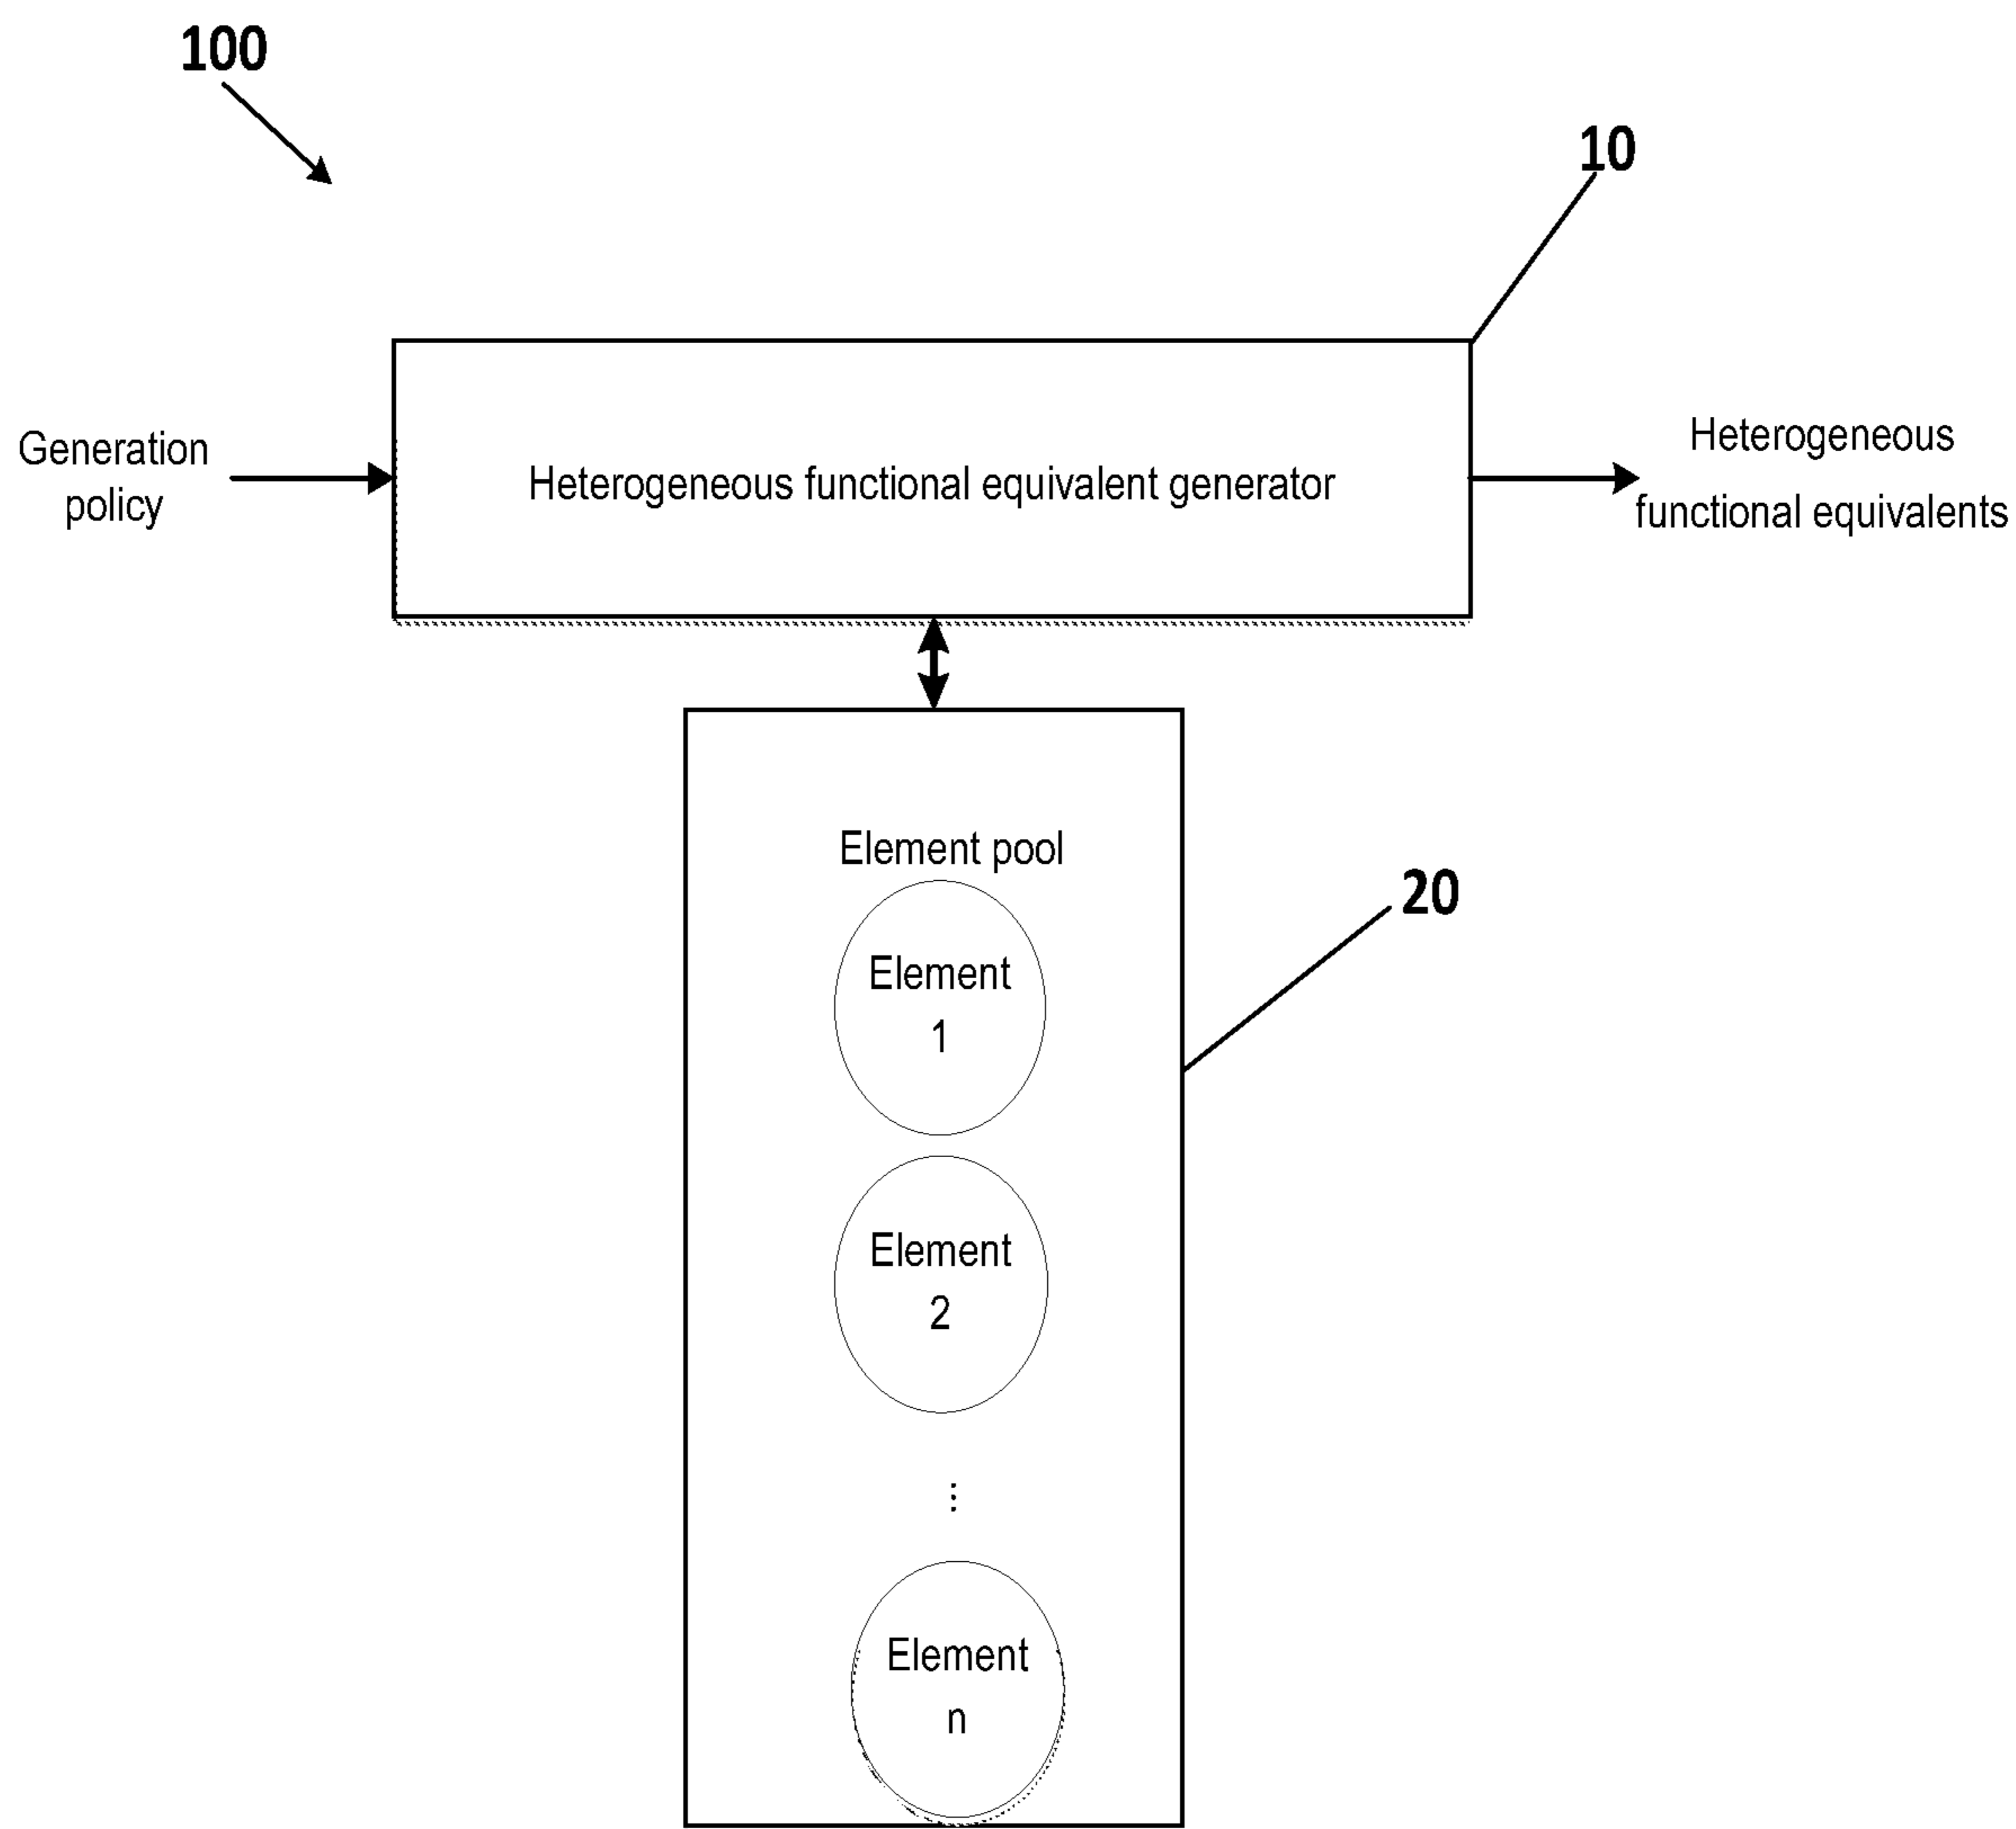 100
10
Generation
policy
Heterogeneous functional equivalent generator
Heterogeneous
functional equivalents
Element pool
Element
1
20
Element
2
⋮
Element
n